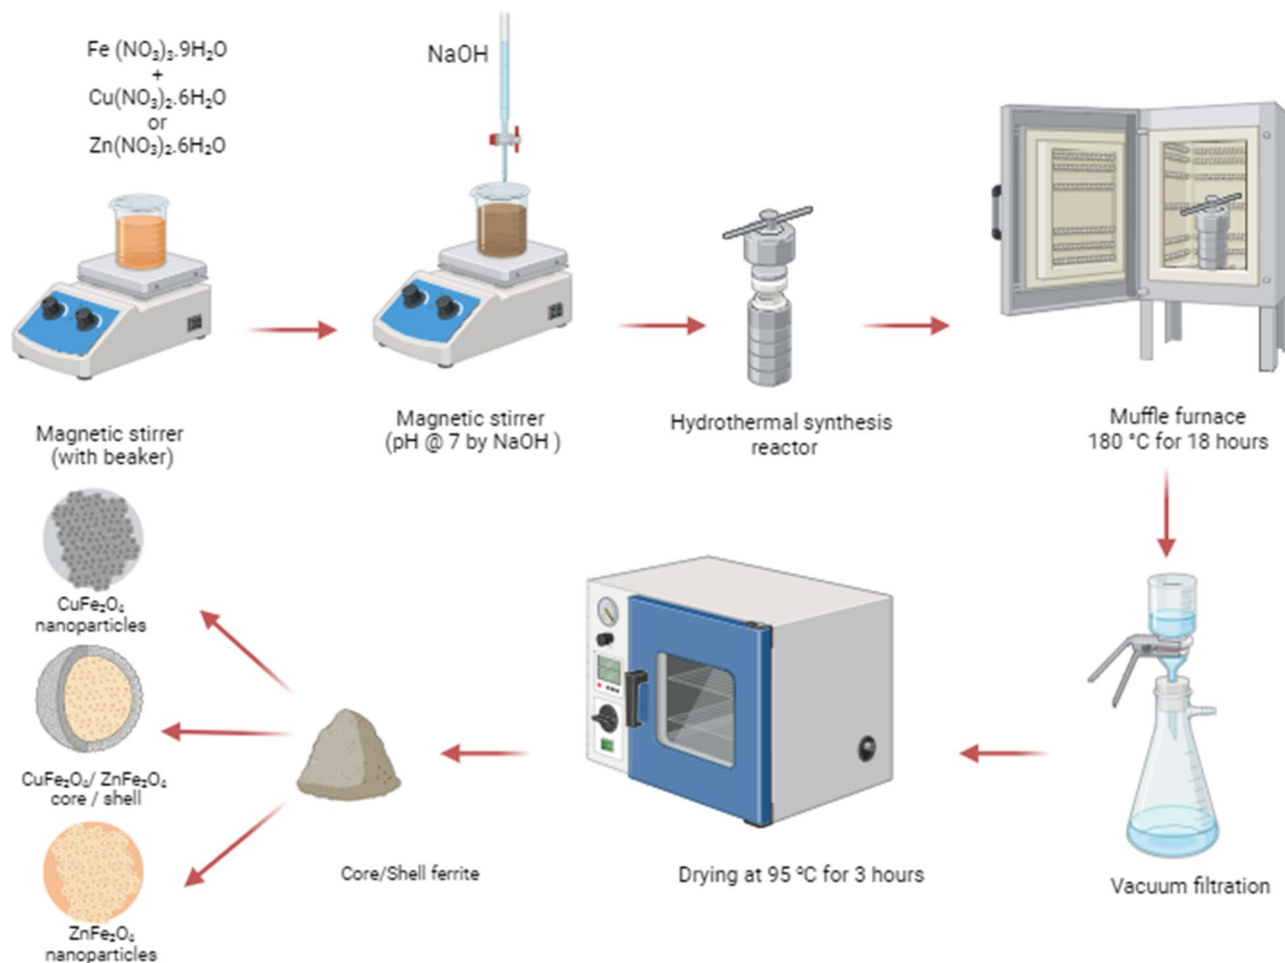 Fe (NO₃)₃.9H₂O
+
Cu(NO₃)₂.6H₂O
or
Zn(NO₃)₂.6H₂O
NaOH
Magnetic stirrer
(with beaker)
Magnetic stirrer
(pH @ 7 by NaOH )
Hydrothermal synthesis
reactor
Muffle furnace
180 °C for 18 hours
Vacuum filtration
Drying at 95 ºC for 3 hours
Core/Shell ferrite
CuFe₂O₄
nanoparticles
CuFe₂O₄/ ZnFe₂O₄
core / shell
ZnFe₂O₄
nanoparticles